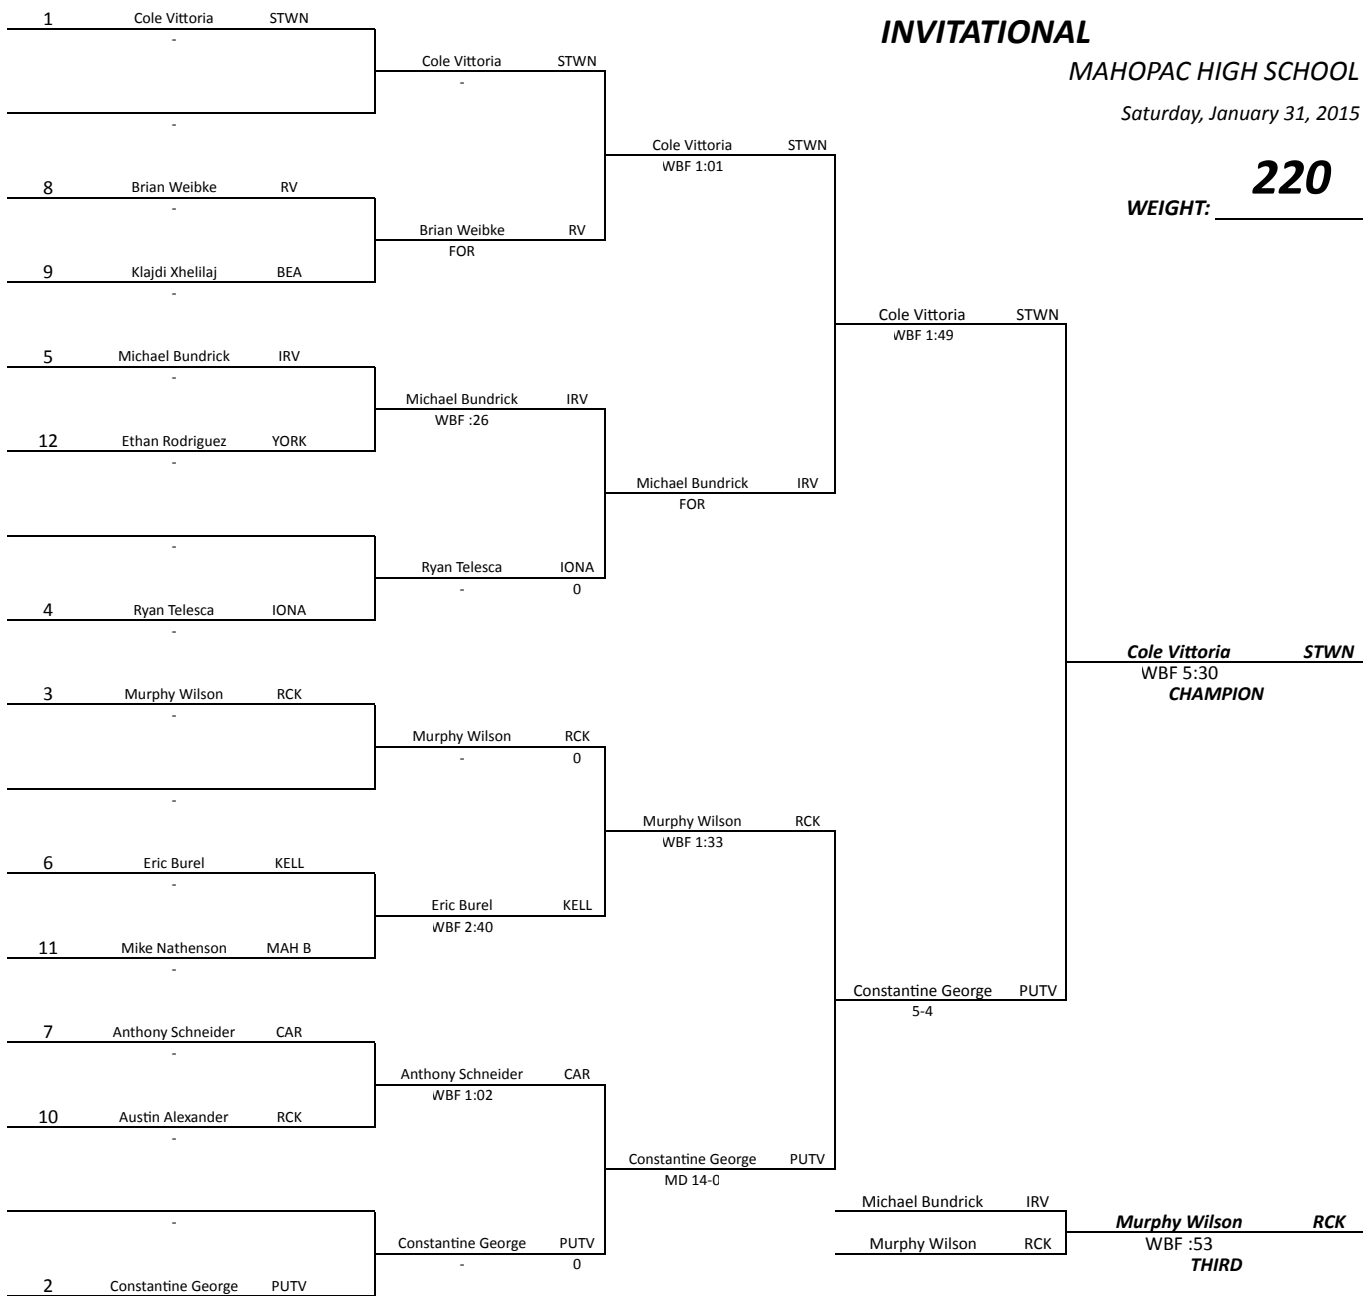 INVITATIONAL
MAHOPAC HIGH SCHOOL
Saturday, January 31, 2015
220
WEIGHT:
1 Cole Vittoria STWN
-
-
8 Brian Weibke RV
-
9 Klajdi Xhelilaj BEA
-
5 Michael Bundrick IRV
-
12 Ethan Rodriguez YORK
-
-
4 Ryan Telesca IONA
-
3 Murphy Wilson RCK
-
-
6 Eric Burel KELL
-
11 Mike Nathenson MAH B
-
7 Anthony Schneider CAR
-
10 Austin Alexander RCK
-
-
2 Constantine George PUTV
Cole Vittoria STWN
-
Brian Weibke RV
FOR
Michael Bundrick IRV
WBF :26
Ryan Telesca IONA
- 0
Murphy Wilson RCK
- 0
Eric Burel KELL
WBF 2:40
Anthony Schneider CAR
WBF 1:02
Constantine George PUTV
- 0
Cole Vittoria STWN
WBF 1:01
Michael Bundrick IRV
FOR
Murphy Wilson RCK
WBF 1:33
Constantine George PUTV
MD 14-0
Cole Vittoria STWN
WBF 1:49
Constantine George PUTV
5-4
Cole Vittoria STWN
WBF 5:30
CHAMPION
Michael Bundrick IRV
Murphy Wilson RCK
Murphy Wilson RCK
WBF :53
THIRD